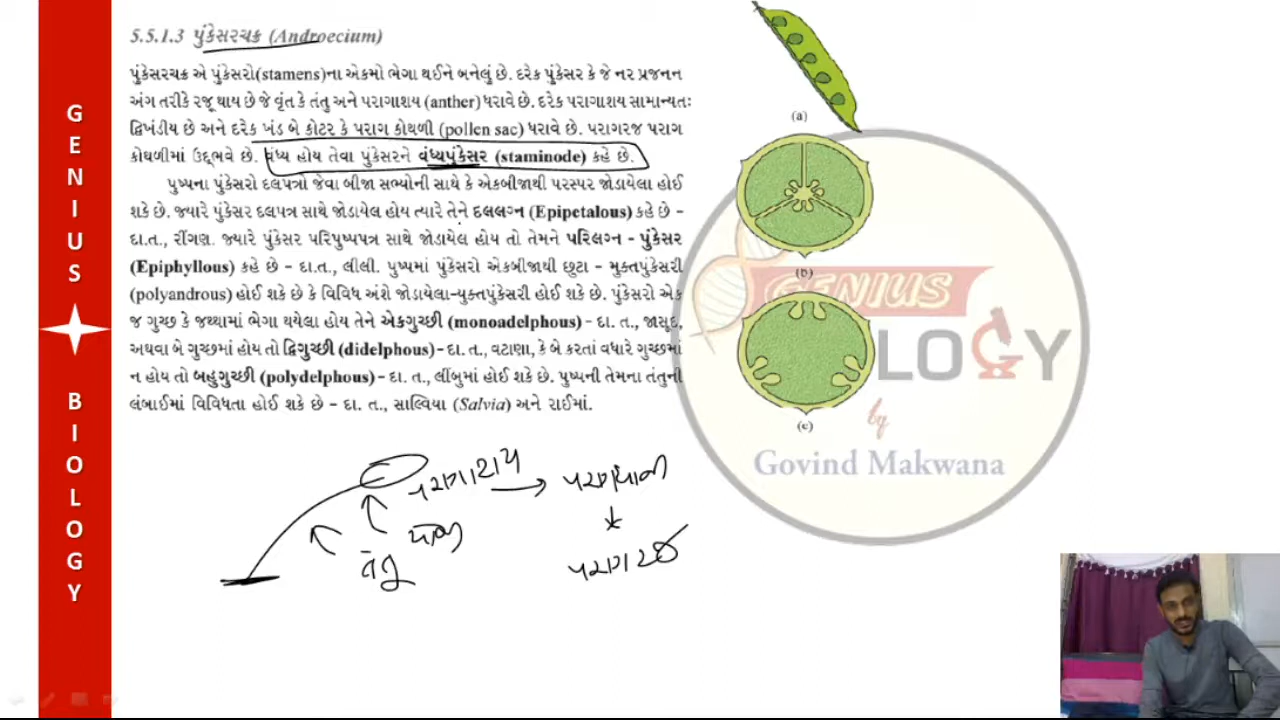 GENIUS BIOLOGY
5.5.1.3 પુંકેસરચક્ર (Androecium)
પુંકેસરચક્ર એ પુંકેસરો(stamens)ના એકમો ભેગા થઈને બનેલું છે. દરેક પુંકેસર કે જે નર પ્રજનન
અંગ તરીકે રજૂ થાય છે જે વૃંત કે તંતુ અને પરાગાશય (anther) ધરાવે છે. દરેક પરાગાશય સામાન્યતઃ
દ્વિખંડીય છે અને દરેક ખંડ બે કોટર કે પરાગ કોથળી (pollen sac) ધરાવે છે. પરાગરજ પરાગ
કોથળીમાં ઉદ્દભવે છે. વંધ્ય હોય તેવા પુંકેસરને વંધ્યપુંકેસર (staminode) કહે છે.
પુષ્પના પુંકેસરો દલપત્રો જેવા બીજા સભ્યોની સાથે કે એકબીજાથી પરસ્પર જોડાયેલા હોઈ
શકે છે. જ્યારે પુંકેસર દલપત્ર સાથે જોડાયેલ હોય ત્યારે તેને દલલગ્ન (Epipetalous) કહે છે -
દા.ત., રીંગણ. જ્યારે પુંકેસર પરિપુષ્પપત્ર સાથે જોડાયેલ હોય તો તેમને પરિલગ્ન - પુંકેસર
(Epiphyllous) કહે છે - દા.ત., લીલી. પુષ્પમાં પુંકેસરો એકબીજાથી છુટા - મુક્તપુંકેસરી
(polyandrous) હોઈ શકે છે કે વિવિધ અંશે જોડાયેલા-યુક્તપુંકેસરી હોઈ શકે છે. પુંકેસરો એક
જ ગુચ્છ કે જથ્થામાં ભેગા થયેલા હોય તેને એકગુચ્છી (monoadelphous) - દા. ત., જાસૂદ,
અથવા બે ગુચ્છમાં હોય તો દ્વિગુચ્છી (didelphous) - દા. ત., વટાણા, કે બે કરતાં વધારે ગુચ્છમાં
ન હોય તો બહુગુચ્છી (polydelphous) - દા. ત., લીંબુમાં હોઈ શકે છે. પુષ્પની તેમના તંતુની
લંબાઈમાં વિવિધતા હોઈ શકે છે - દા. ત., સાલ્વિયા (Salvia) અને રાઈમાં.
પરાગાશય
તંતુ
પરાગરજ
(a)
(b)
(c)
GENIUS
LOGY
by
Govind Makwana